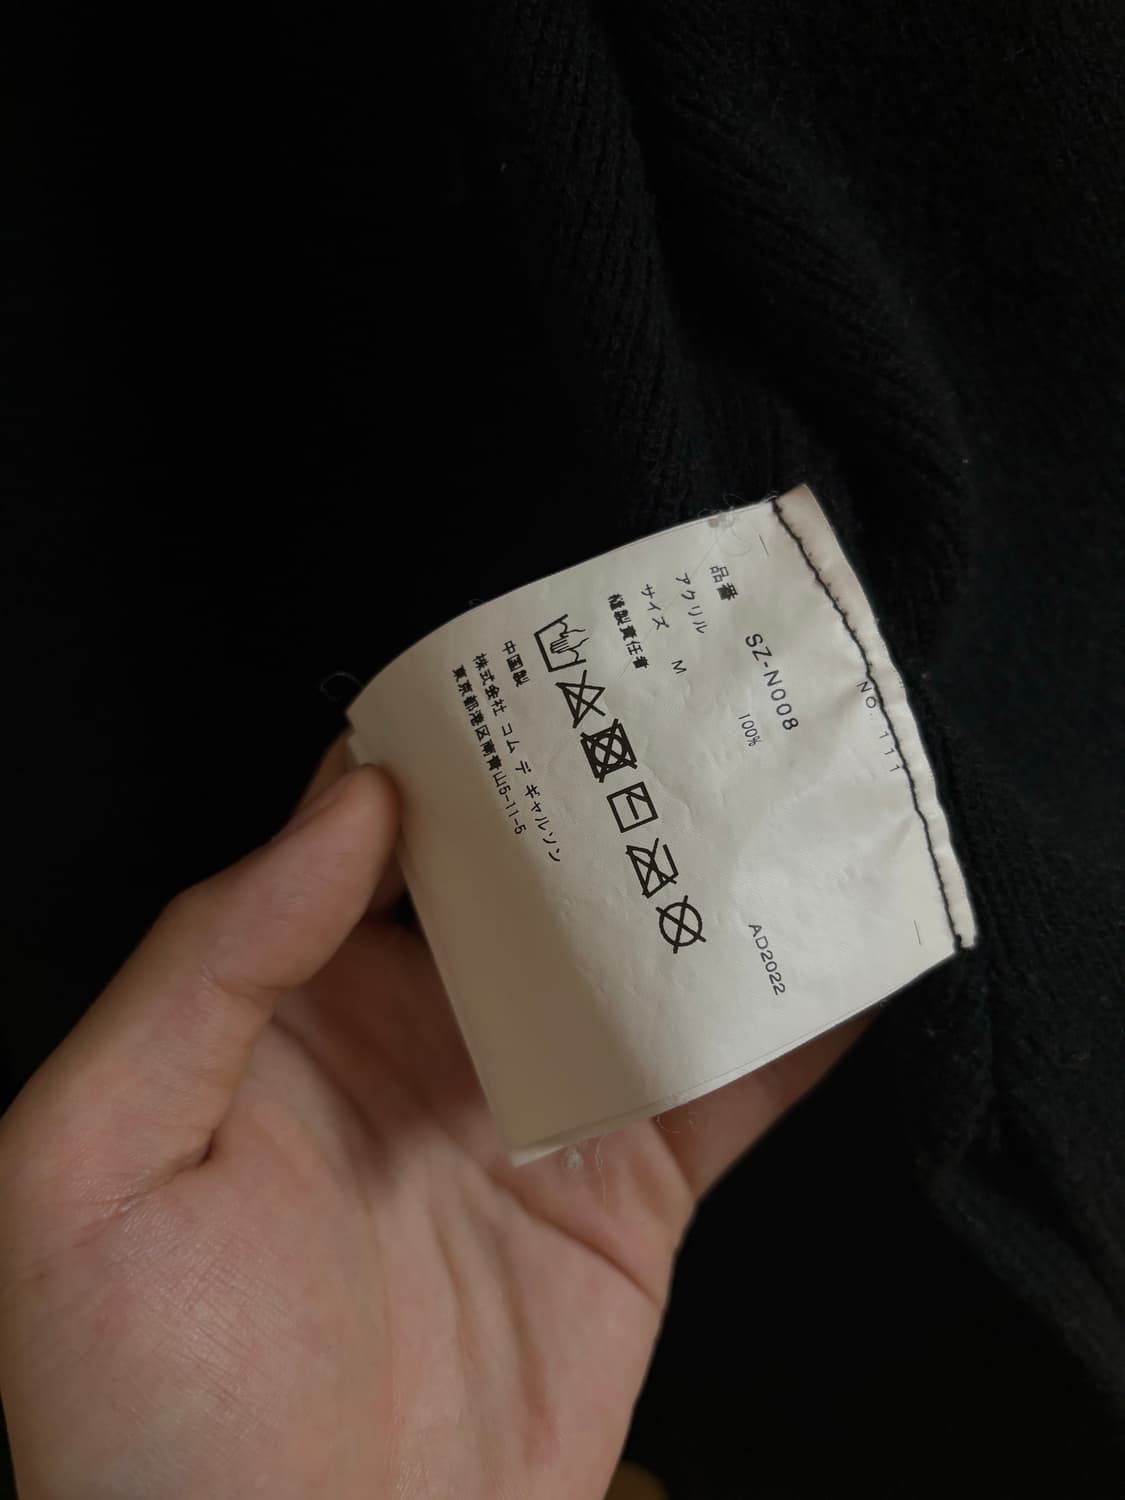 NO. 111
品番 SZ-N008
アクリル 100%
サイズ M AD2022
縫製責任者
中国製
株式会社 コム デ ギャルソン
東京都港区南青山5-11-5